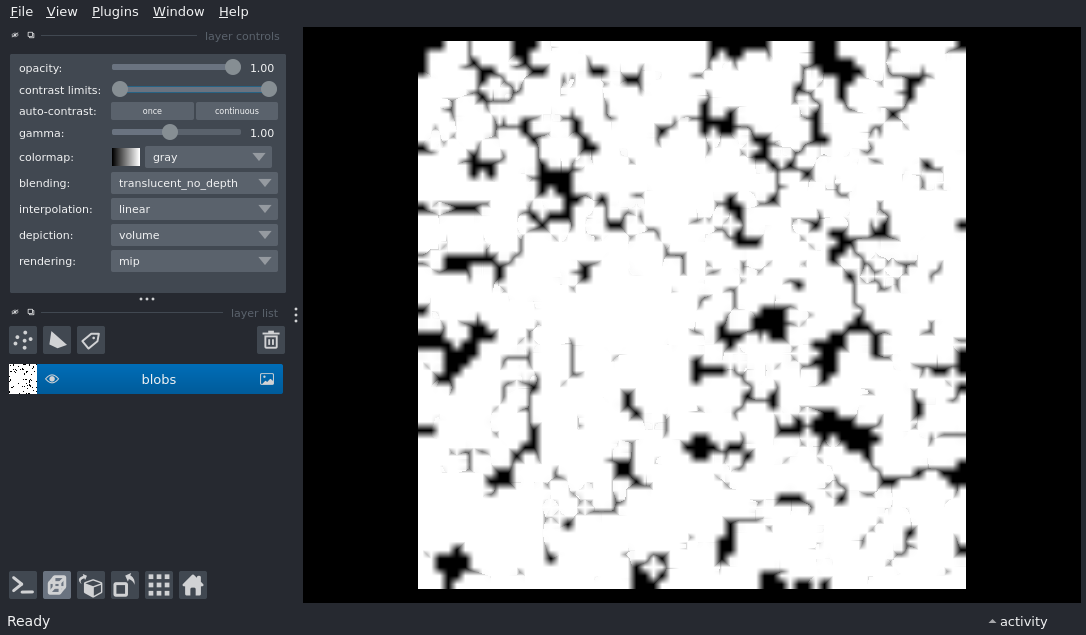 File View Plugins Window Help
layer controls
opacity: 1.00
contrast limits:
auto-contrast: once continuous
gamma: 1.00
colormap: gray
blending: translucent_no_depth
interpolation: linear
depiction: volume
rendering: mip
layer list
blobs
Ready
activity